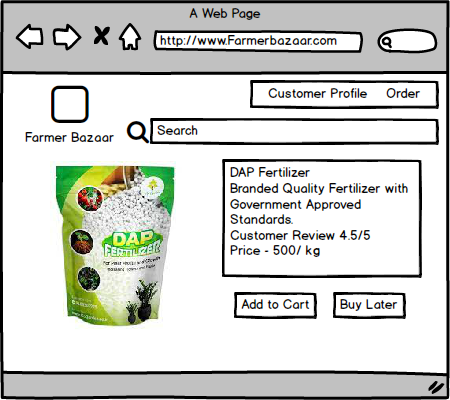 A Web Page
http://www.Farmerbazaar.com
Customer Profile Order
Farmer Bazaar
Search
DAP Fertilizer
Branded Quality Fertilizer with
Government Approved
Standards.
Customer Review 4.5/5
Price - 500/ kg
DAP
FERTILIZER
Add to Cart
Buy Later